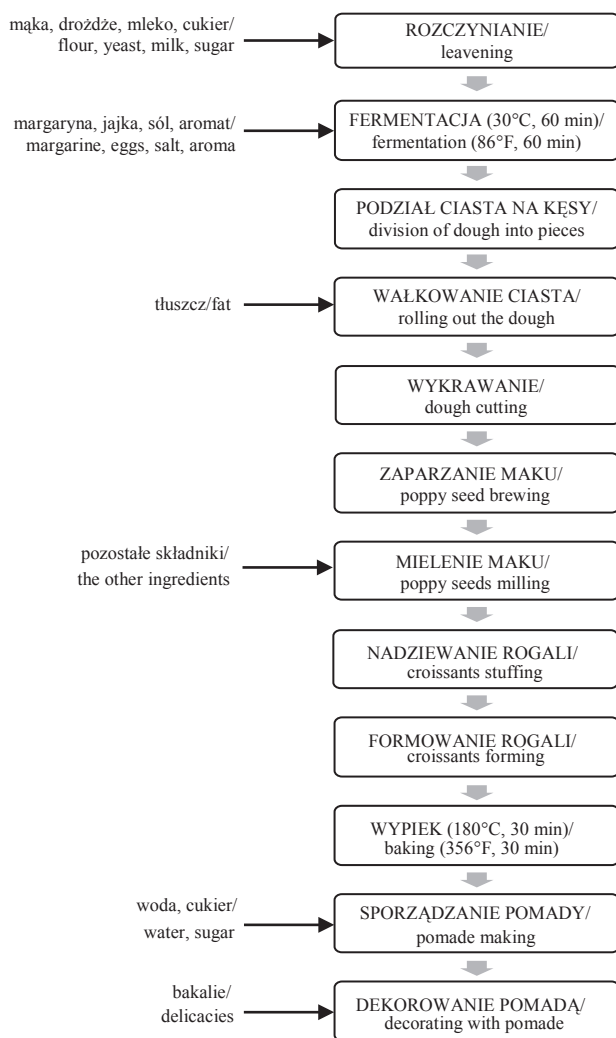 mąka, drożdże, mleko, cukier/
flour, yeast, milk, sugar
ROZCZYNIANIE/
leavening
margaryna, jajka, sól, aromat/
margarine, eggs, salt, aroma
FERMENTACJA (30°C, 60 min)/
fermentation (86°F, 60 min)
PODZIAŁ CIASTA NA KĘSY/
division of dough into pieces
tłuszcz/fat
WAŁKOWANIE CIASTA/
rolling out the dough
WYKRAWANIE/
dough cutting
ZAPARZANIE MAKU/
poppy seed brewing
pozostałe składniki/
the other ingredients
MIELENIE MAKU/
poppy seeds milling
NADZIEWANIE ROGALI/
croissants stuffing
FORMOWANIE ROGALI/
croissants forming
WYPIEK (180°C, 30 min)/
baking (356°F, 30 min)
woda, cukier/
water, sugar
SPORZĄDZANIE POMADY/
pomade making
bakalie/
delicacies
DEKOROWANIE POMADĄ/
decorating with pomade